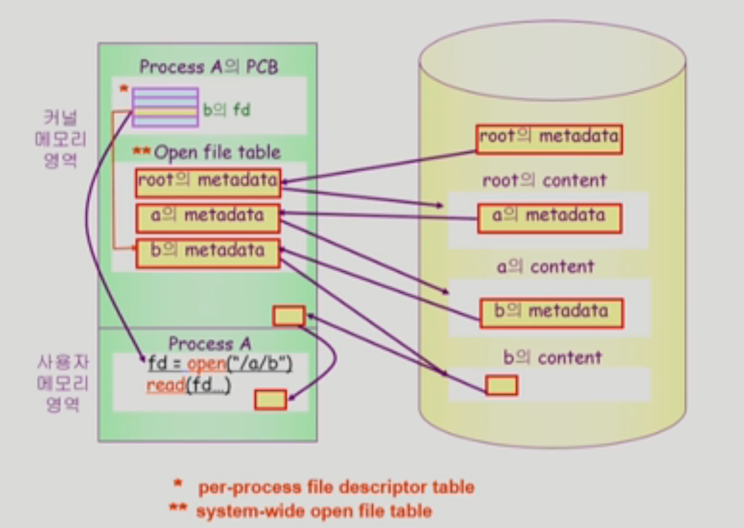 Process A의 PCB
*
b의 fd
커널
메모리
영역
** Open file table
root의 metadata
a의 metadata
b의 metadata
root의 metadata
root의 content
a의 metadata
a의 content
b의 metadata
b의 content
사용자
메모리
영역
Process A
fd = open("/a/b")
read(fd...)
* per-process file descriptor table
** system-wide open file table